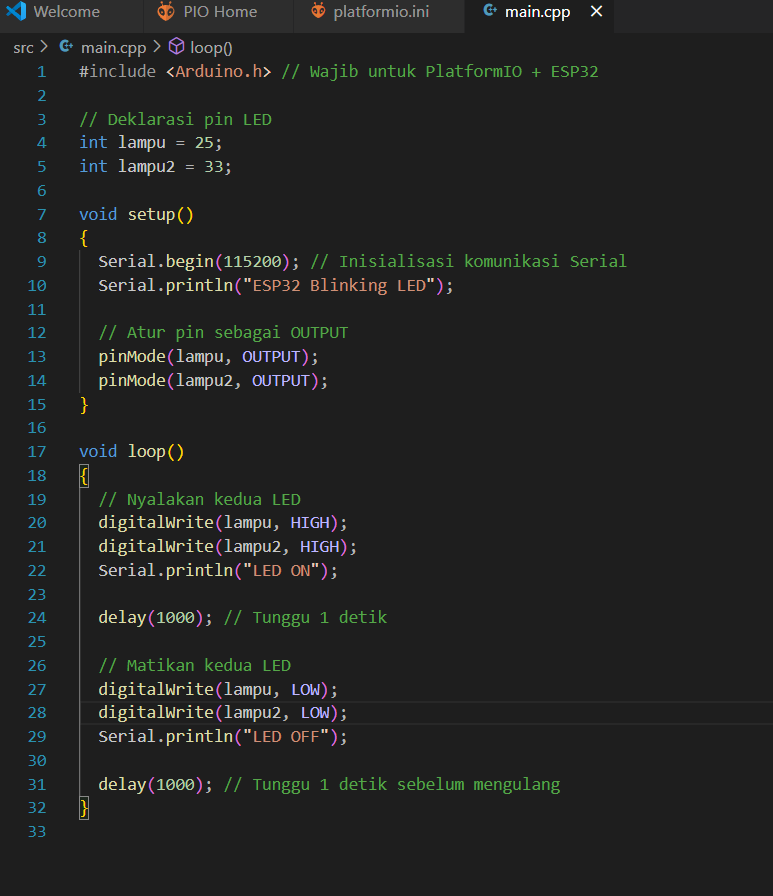 Welcome PIO Home platformio.ini main.cpp
src > main.cpp > loop()
1 #include <Arduino.h> // Wajib untuk PlatformIO + ESP32
2
3 // Deklarasi pin LED
4 int lampu = 25;
5 int lampu2 = 33;
6
7 void setup()
8 {
9   Serial.begin(115200); // Inisialisasi komunikasi Serial
10   Serial.println("ESP32 Blinking LED");
11
12   // Atur pin sebagai OUTPUT
13   pinMode(lampu, OUTPUT);
14   pinMode(lampu2, OUTPUT);
15 }
16
17 void loop()
18 {
19   // Nyalakan kedua LED
20   digitalWrite(lampu, HIGH);
21   digitalWrite(lampu2, HIGH);
22   Serial.println("LED ON");
23
24   delay(1000); // Tunggu 1 detik
25
26   // Matikan kedua LED
27   digitalWrite(lampu, LOW);
28   digitalWrite(lampu2, LOW);
29   Serial.println("LED OFF");
30
31   delay(1000); // Tunggu 1 detik sebelum mengulang
32 }
33